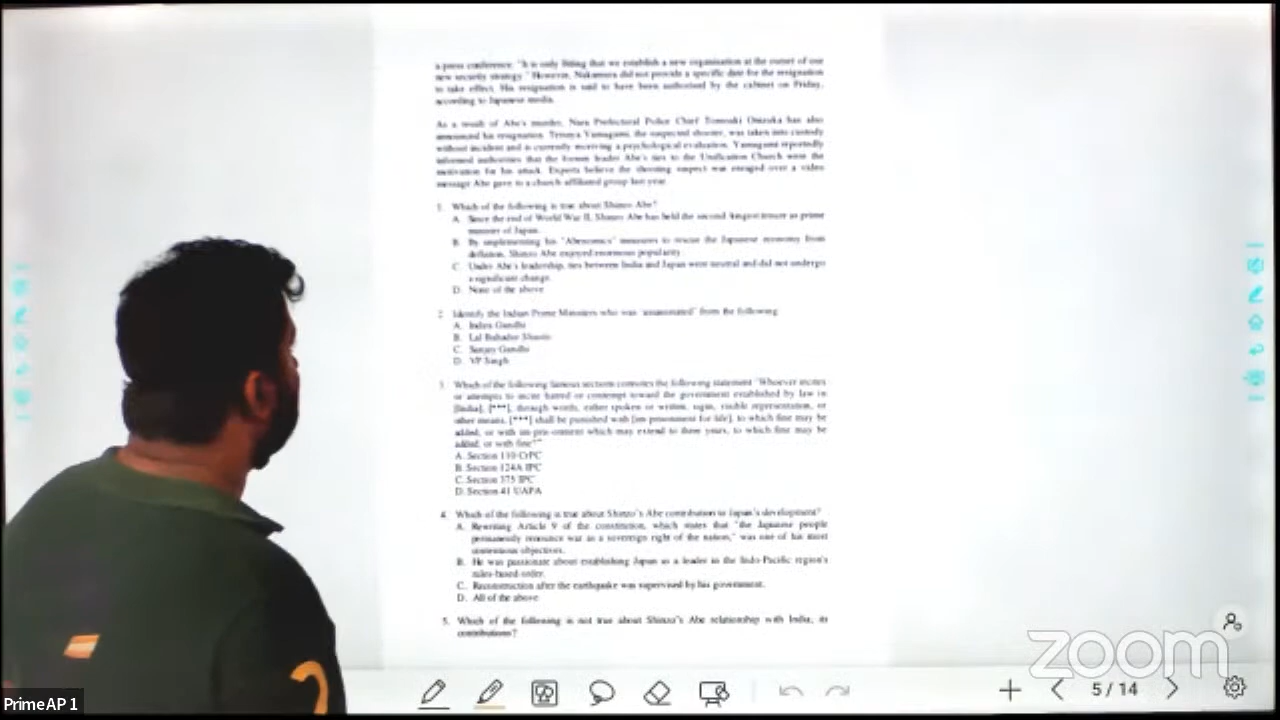 a press conference. "It is only fitting that we establish a new organisation at the outset of our
new security strategy." However, Nakamura did not provide a specific date for the resignation
to take effect. His resignation is said to have been authorised by the cabinet on Friday,
according to Japanese media.
As a result of Abe's murder, Nara Prefectural Police Chief Tomoaki Onizuka has also
announced his resignation. Tetsuya Yamagami, the suspected shooter, was taken into custody
without incident and is currently receiving a psychological evaluation. Yamagami reportedly
informed authorities that the former leader Abe's ties to the Unification Church were the
motivation for his attack. Experts believe the shooting suspect was enraged over a video
message Abe gave to a church affiliated group last year.
1. Which of the following is true about Shinzo Abe?
A. Since the end of World War II, Shinzo Abe has held the second longest tenure as prime
minister of Japan.
B. By implementing his "Abenomics" measures to rescue the Japanese economy from
deflation, Shinzo Abe enjoyed enormous popularity.
C. Under Abe's leadership, ties between India and Japan were neutral and did not undergo
a significant change.
D. None of the above
2. Identify the Indian Prime Ministers who was 'assassinated' from the following
A. Indira Gandhi
B. Lal Bahadur Shastri
C. Sanjay Gandhi
D. VP Singh
3. Which of the following famous sections connotes the following statement "Whoever incites
or attempts to incite hatred or contempt toward the government established by law in
[India], [***], through words, either spoken or written, signs, visible representation, or
other means, [***] shall be punished with [im prisonment for life], to which fine may be
added, or with im pris-onment which may extend to three years, to which fine may be
added, or with fine"
A. Section 110 CrPC
B. Section 124A IPC
C. Section 375 IPC
D. Section 41 UAPA
4. Which of the following is true about Shinzo's Abe contribution to Japan's development?
A. Rewriting Article 9 of the constitution, which states that "the Japanese people
permanently renounce war as a sovereign right of the nation," was one of his most
contentious objectives.
B. He was passionate about establishing Japan as a leader in the Indo-Pacific region's
rules-based order.
C. Reconstruction after the earthquake was supervised by his government.
D. All of the above
5. Which of the following is not true about Shinzo's Abe relationship with India, its
contributions?
zoom
5 / 14
PrimeAP 1